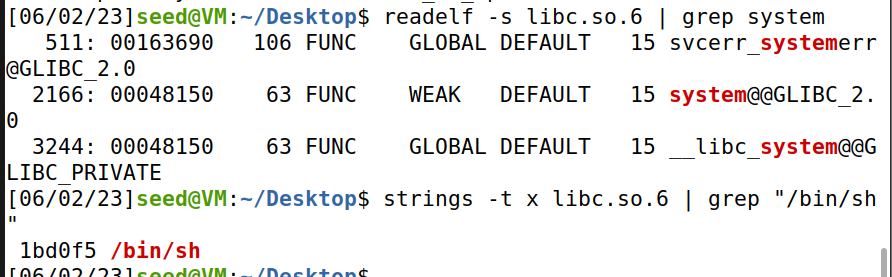 [06/02/23]seed@VM:~/Desktop$ readelf -s libc.so.6 | grep system
   511: 00163690   106 FUNC    GLOBAL DEFAULT   15 svcerr_systemerr
@GLIBC_2.0
  2166: 00048150    63 FUNC    WEAK   DEFAULT   15 system@@GLIBC_2.
0
  3244: 00048150    63 FUNC    GLOBAL DEFAULT   15 __libc_system@@G
LIBC_PRIVATE
[06/02/23]seed@VM:~/Desktop$ strings -t x libc.so.6 | grep "/bin/sh
"
 1bd0f5 /bin/sh
[06/02/23]seed@VM:~/Desktop$